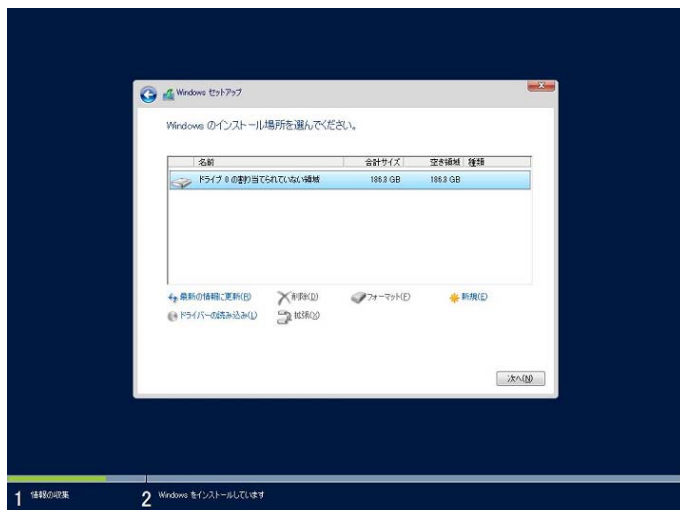 Windows セットアップ
Windows のインストール場所を選んでください。
名前 合計サイズ 空き領域 種類
ドライブ 0 の割り当てられていない領域 186.3 GB 186.3 GB
最新の情報に更新(R) 削除(D) フォーマット(F) 新規(E)
ドライバーの読み込み(L) 拡張(X)
次へ(N)
1 情報の収集 2 Windows をインストールしています